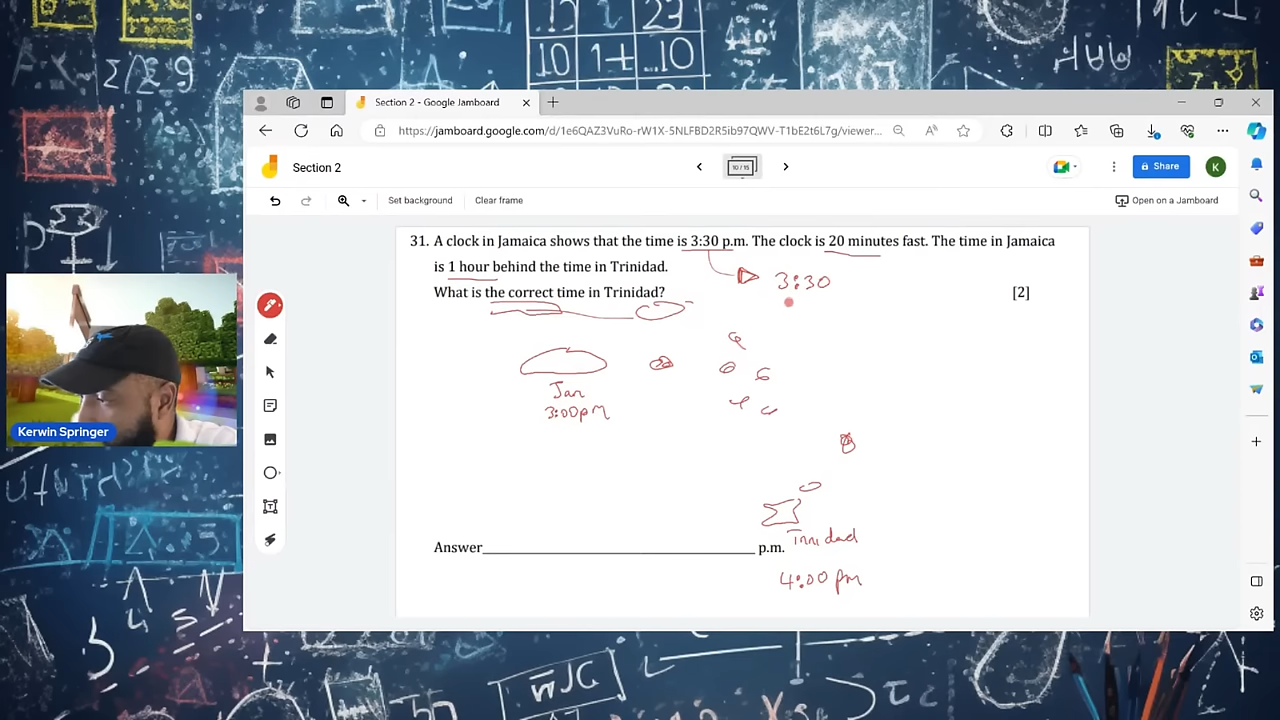 Section 2 - Google Jamboard
https://jamboard.google.com/d/1e6QAZ3VuRo-rW1X-5NLFBD2R5ib97QWV-T1bE2t6L7g/viewer...
Section 2
10 / 15
Share
K
Set background
Clear frame
Open on a Jamboard
31. A clock in Jamaica shows that the time is 3:30 p.m. The clock is 20 minutes fast. The time in Jamaica
is 1 hour behind the time in Trinidad.
3:30
What is the correct time in Trinidad? [2]
Jam
3:00pm
Kerwin Springer
Trinidad
Answer____________________ p.m.
4:00 pm